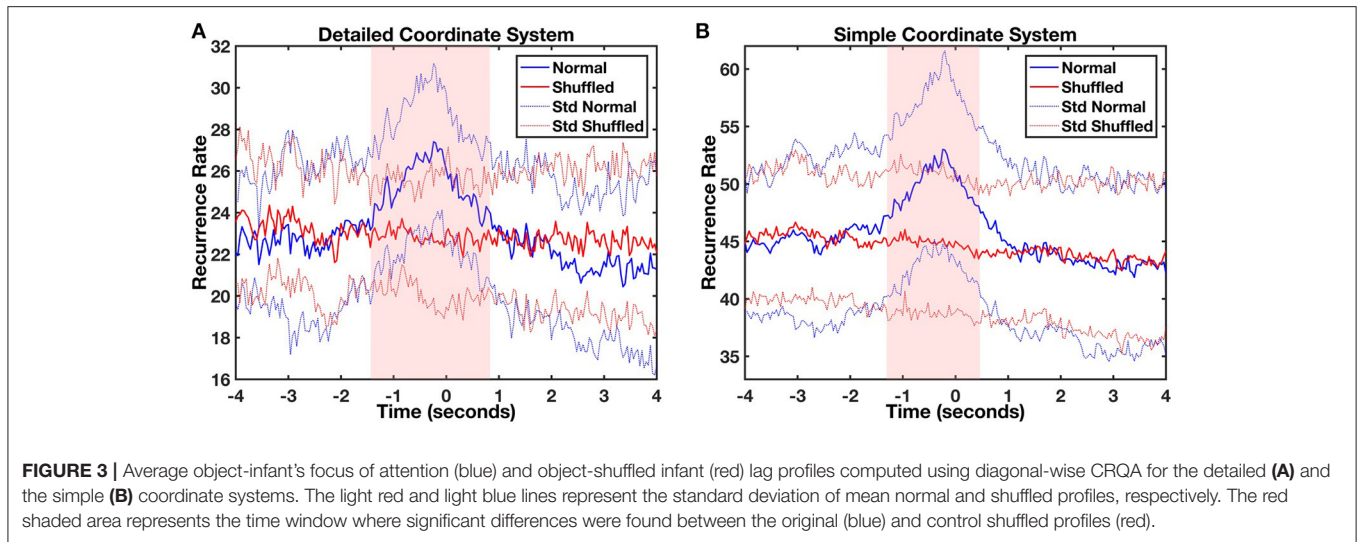 A
Detailed Coordinate System
32
30
28
26
24
22
20
18
16
Recurrence Rate
Normal
Shuffled
Std Normal
Std Shuffled
-4 -3 -2 -1 0 1 2 3 4
Time (seconds)
B
Simple Coordinate System
60
55
50
45
40
35
Recurrence Rate
Normal
Shuffled
Std Normal
Std Shuffled
-4 -3 -2 -1 0 1 2 3 4
Time (seconds)
FIGURE 3 | Average object-infant's focus of attention (blue) and object-shuffled infant (red) lag profiles computed using diagonal-wise CRQA for the detailed (A) and
the simple (B) coordinate systems. The light red and light blue lines represent the standard deviation of mean normal and shuffled profiles, respectively. The red
shaded area represents the time window where significant differences were found between the original (blue) and control shuffled profiles (red).